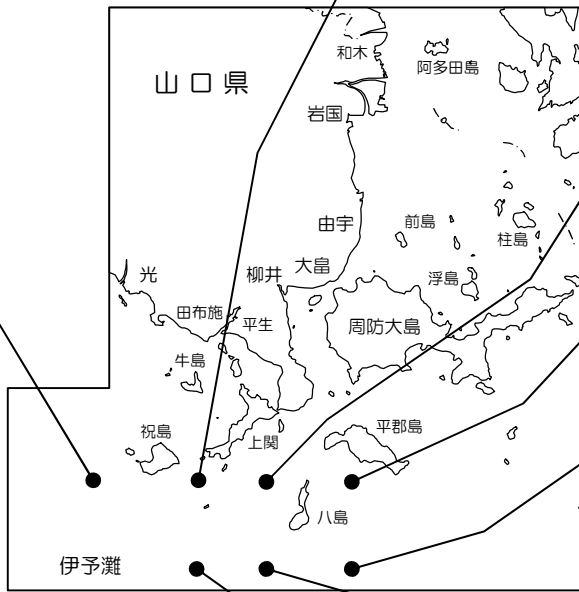 和木
阿多田島
山口県
岩国
由宇
前島
柱島
大畠
光
柳井
浮島
田布施
平生
周防大島
牛島
祝島
上関
平郡島
八島
伊予灘